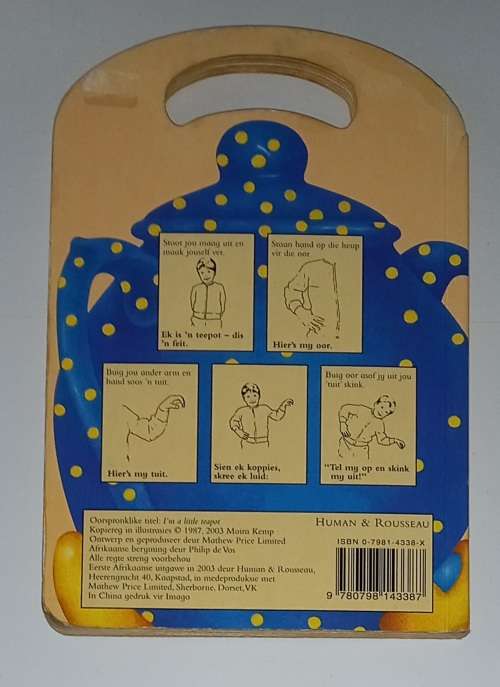 Stoot jou maag uit en
maak jouself vet.
Ek is 'n teepot – dis
'n feit.
Staan hand op die heup
vir die oor.
Hier's my oor.
Buig jou ander arm en
hand soos 'n tuit.
Hier's my tuit.
Sien ek koppies,
skree ek luid:
Buig oor asof jy uit jou
'tuit' skink.
"Tel my op en skink
my uit!"
Oorspronklike titel: I'm a little teapot
Kopiereg in illustrasies © 1987, 2003 Moira Kemp
Ontwerp en geproduseer deur Mathew Price Limited
Afrikaanse beryming deur Philip de Vos
Alle regte streng voorbehou
Eerste Afrikaanse uitgawe in 2003 deur Human & Rousseau,
Heerengracht 40, Kaapstad, in medeproduksie met
Mathew Price Limited, Sherborne, Dorset, VK
In China gedruk vir Imago
HUMAN & ROUSSEAU
ISBN 0-7981-4338-X
9 780798 143387